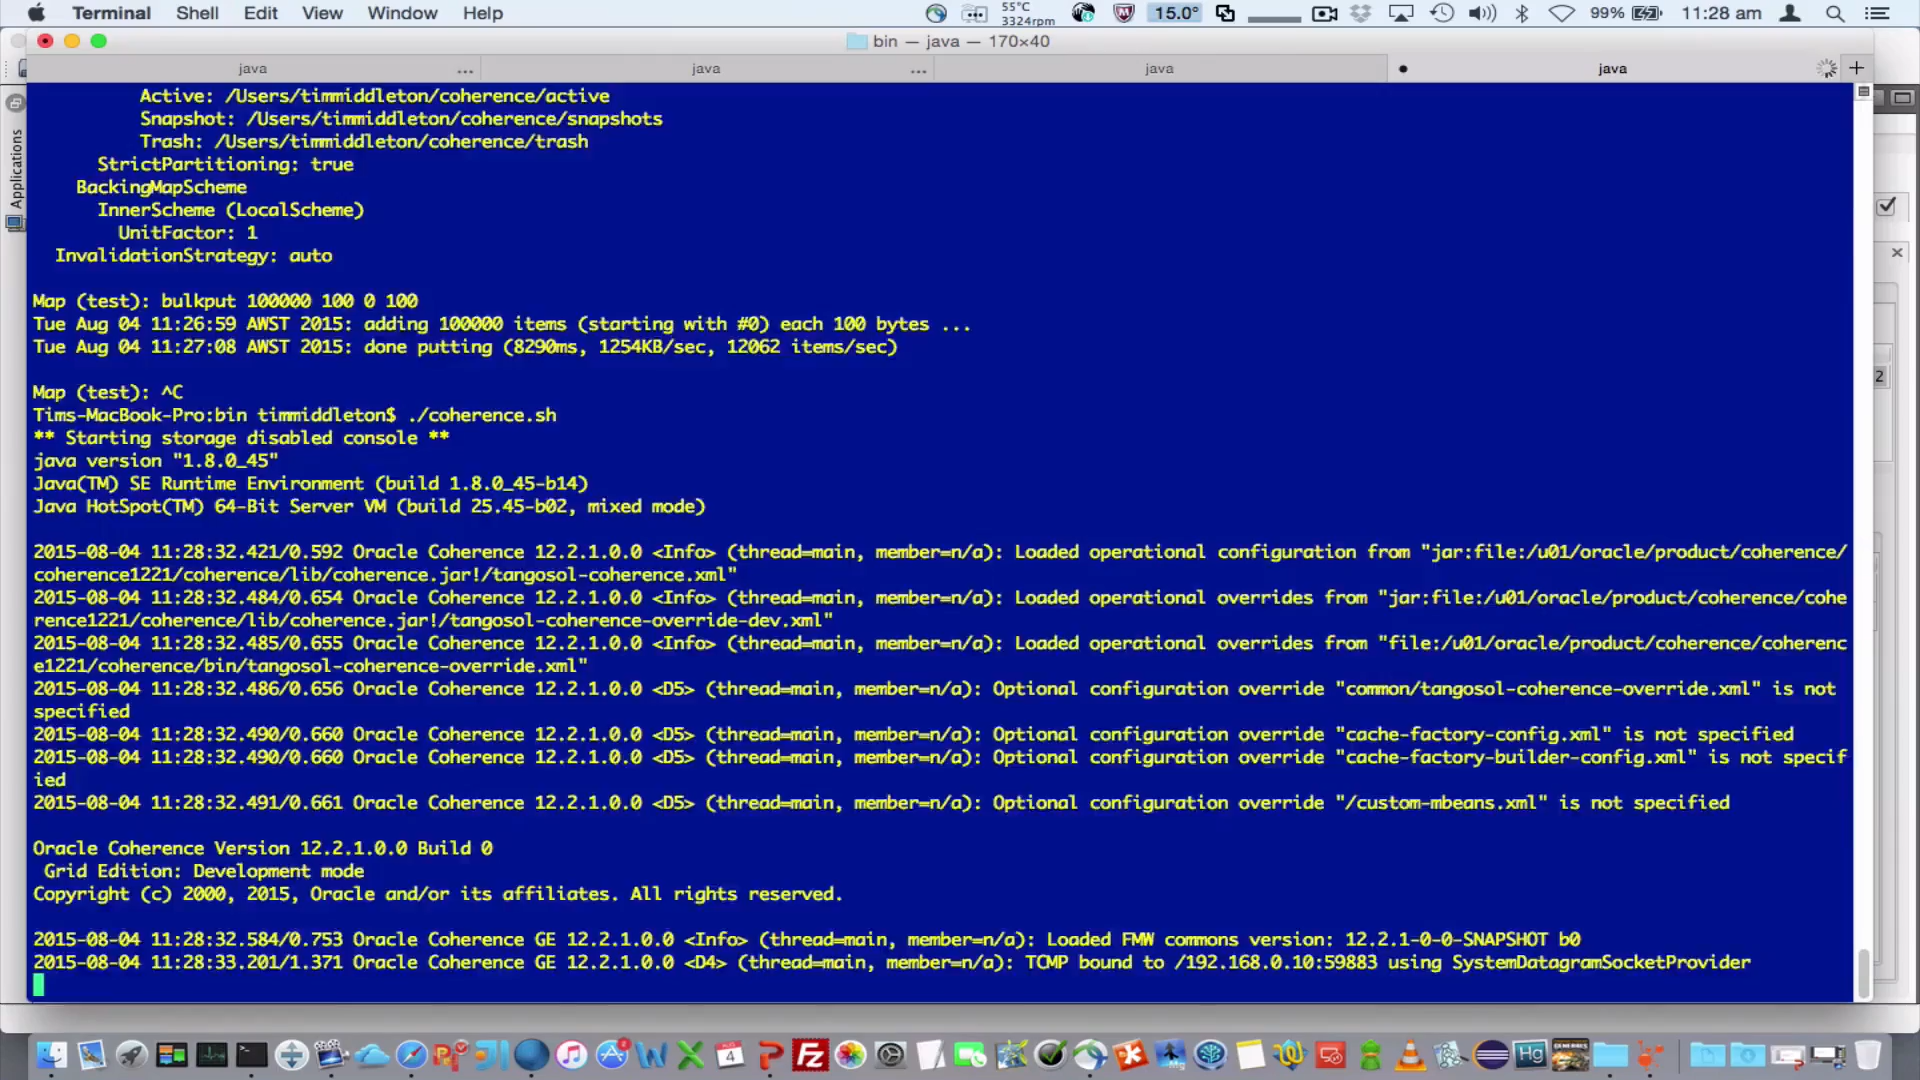 Terminal Shell Edit View Window Help
55°C
3324rpm
15.0°
99%
11:28 am
bin — java — 170×40
java ... java ... java java +
Applications
Active: /Users/timmiddleton/coherence/active
Snapshot: /Users/timmiddleton/coherence/snapshots
Trash: /Users/timmiddleton/coherence/trash
StrictPartitioning: true
BackingMapScheme
InnerScheme (LocalScheme)
UnitFactor: 1
InvalidationStrategy: auto
Map (test): bulkput 100000 100 0 100
Tue Aug 04 11:26:59 AWST 2015: adding 100000 items (starting with #0) each 100 bytes ...
Tue Aug 04 11:27:08 AWST 2015: done putting (8290ms, 1254KB/sec, 12062 items/sec)
Map (test): ^C
Tims-MacBook-Pro:bin timmiddleton$ ./coherence.sh
** Starting storage disabled console **
java version "1.8.0_45"
Java(TM) SE Runtime Environment (build 1.8.0_45-b14)
Java HotSpot(TM) 64-Bit Server VM (build 25.45-b02, mixed mode)
2015-08-04 11:28:32.421/0.592 Oracle Coherence 12.2.1.0.0 <Info> (thread=main, member=n/a): Loaded operational configuration from "jar:file:/u01/oracle/product/coherence/
coherence1221/coherence/lib/coherence.jar!/tangosol-coherence.xml"
2015-08-04 11:28:32.484/0.654 Oracle Coherence 12.2.1.0.0 <Info> (thread=main, member=n/a): Loaded operational overrides from "jar:file:/u01/oracle/product/coherence/cohe
rence1221/coherence/lib/coherence.jar!/tangosol-coherence-override-dev.xml"
2015-08-04 11:28:32.485/0.655 Oracle Coherence 12.2.1.0.0 <Info> (thread=main, member=n/a): Loaded operational overrides from "file:/u01/oracle/product/coherence/coherenc
e1221/coherence/bin/tangosol-coherence-override.xml"
2015-08-04 11:28:32.486/0.656 Oracle Coherence 12.2.1.0.0 <D5> (thread=main, member=n/a): Optional configuration override "common/tangosol-coherence-override.xml" is not
specified
2015-08-04 11:28:32.490/0.660 Oracle Coherence 12.2.1.0.0 <D5> (thread=main, member=n/a): Optional configuration override "cache-factory-config.xml" is not specified
2015-08-04 11:28:32.490/0.660 Oracle Coherence 12.2.1.0.0 <D5> (thread=main, member=n/a): Optional configuration override "cache-factory-builder-config.xml" is not specif
ied
2015-08-04 11:28:32.491/0.661 Oracle Coherence 12.2.1.0.0 <D5> (thread=main, member=n/a): Optional configuration override "/custom-mbeans.xml" is not specified
Oracle Coherence Version 12.2.1.0.0 Build 0
Grid Edition: Development mode
Copyright (c) 2000, 2015, Oracle and/or its affiliates. All rights reserved.
2015-08-04 11:28:32.584/0.753 Oracle Coherence GE 12.2.1.0.0 <Info> (thread=main, member=n/a): Loaded FMW commons version: 12.2.1-0-0-SNAPSHOT b0
2015-08-04 11:28:33.201/1.371 Oracle Coherence GE 12.2.1.0.0 <D4> (thread=main, member=n/a): TCMP bound to /192.168.0.10:59883 using SystemDatagramSocketProvider
2
4
FZ
Hg